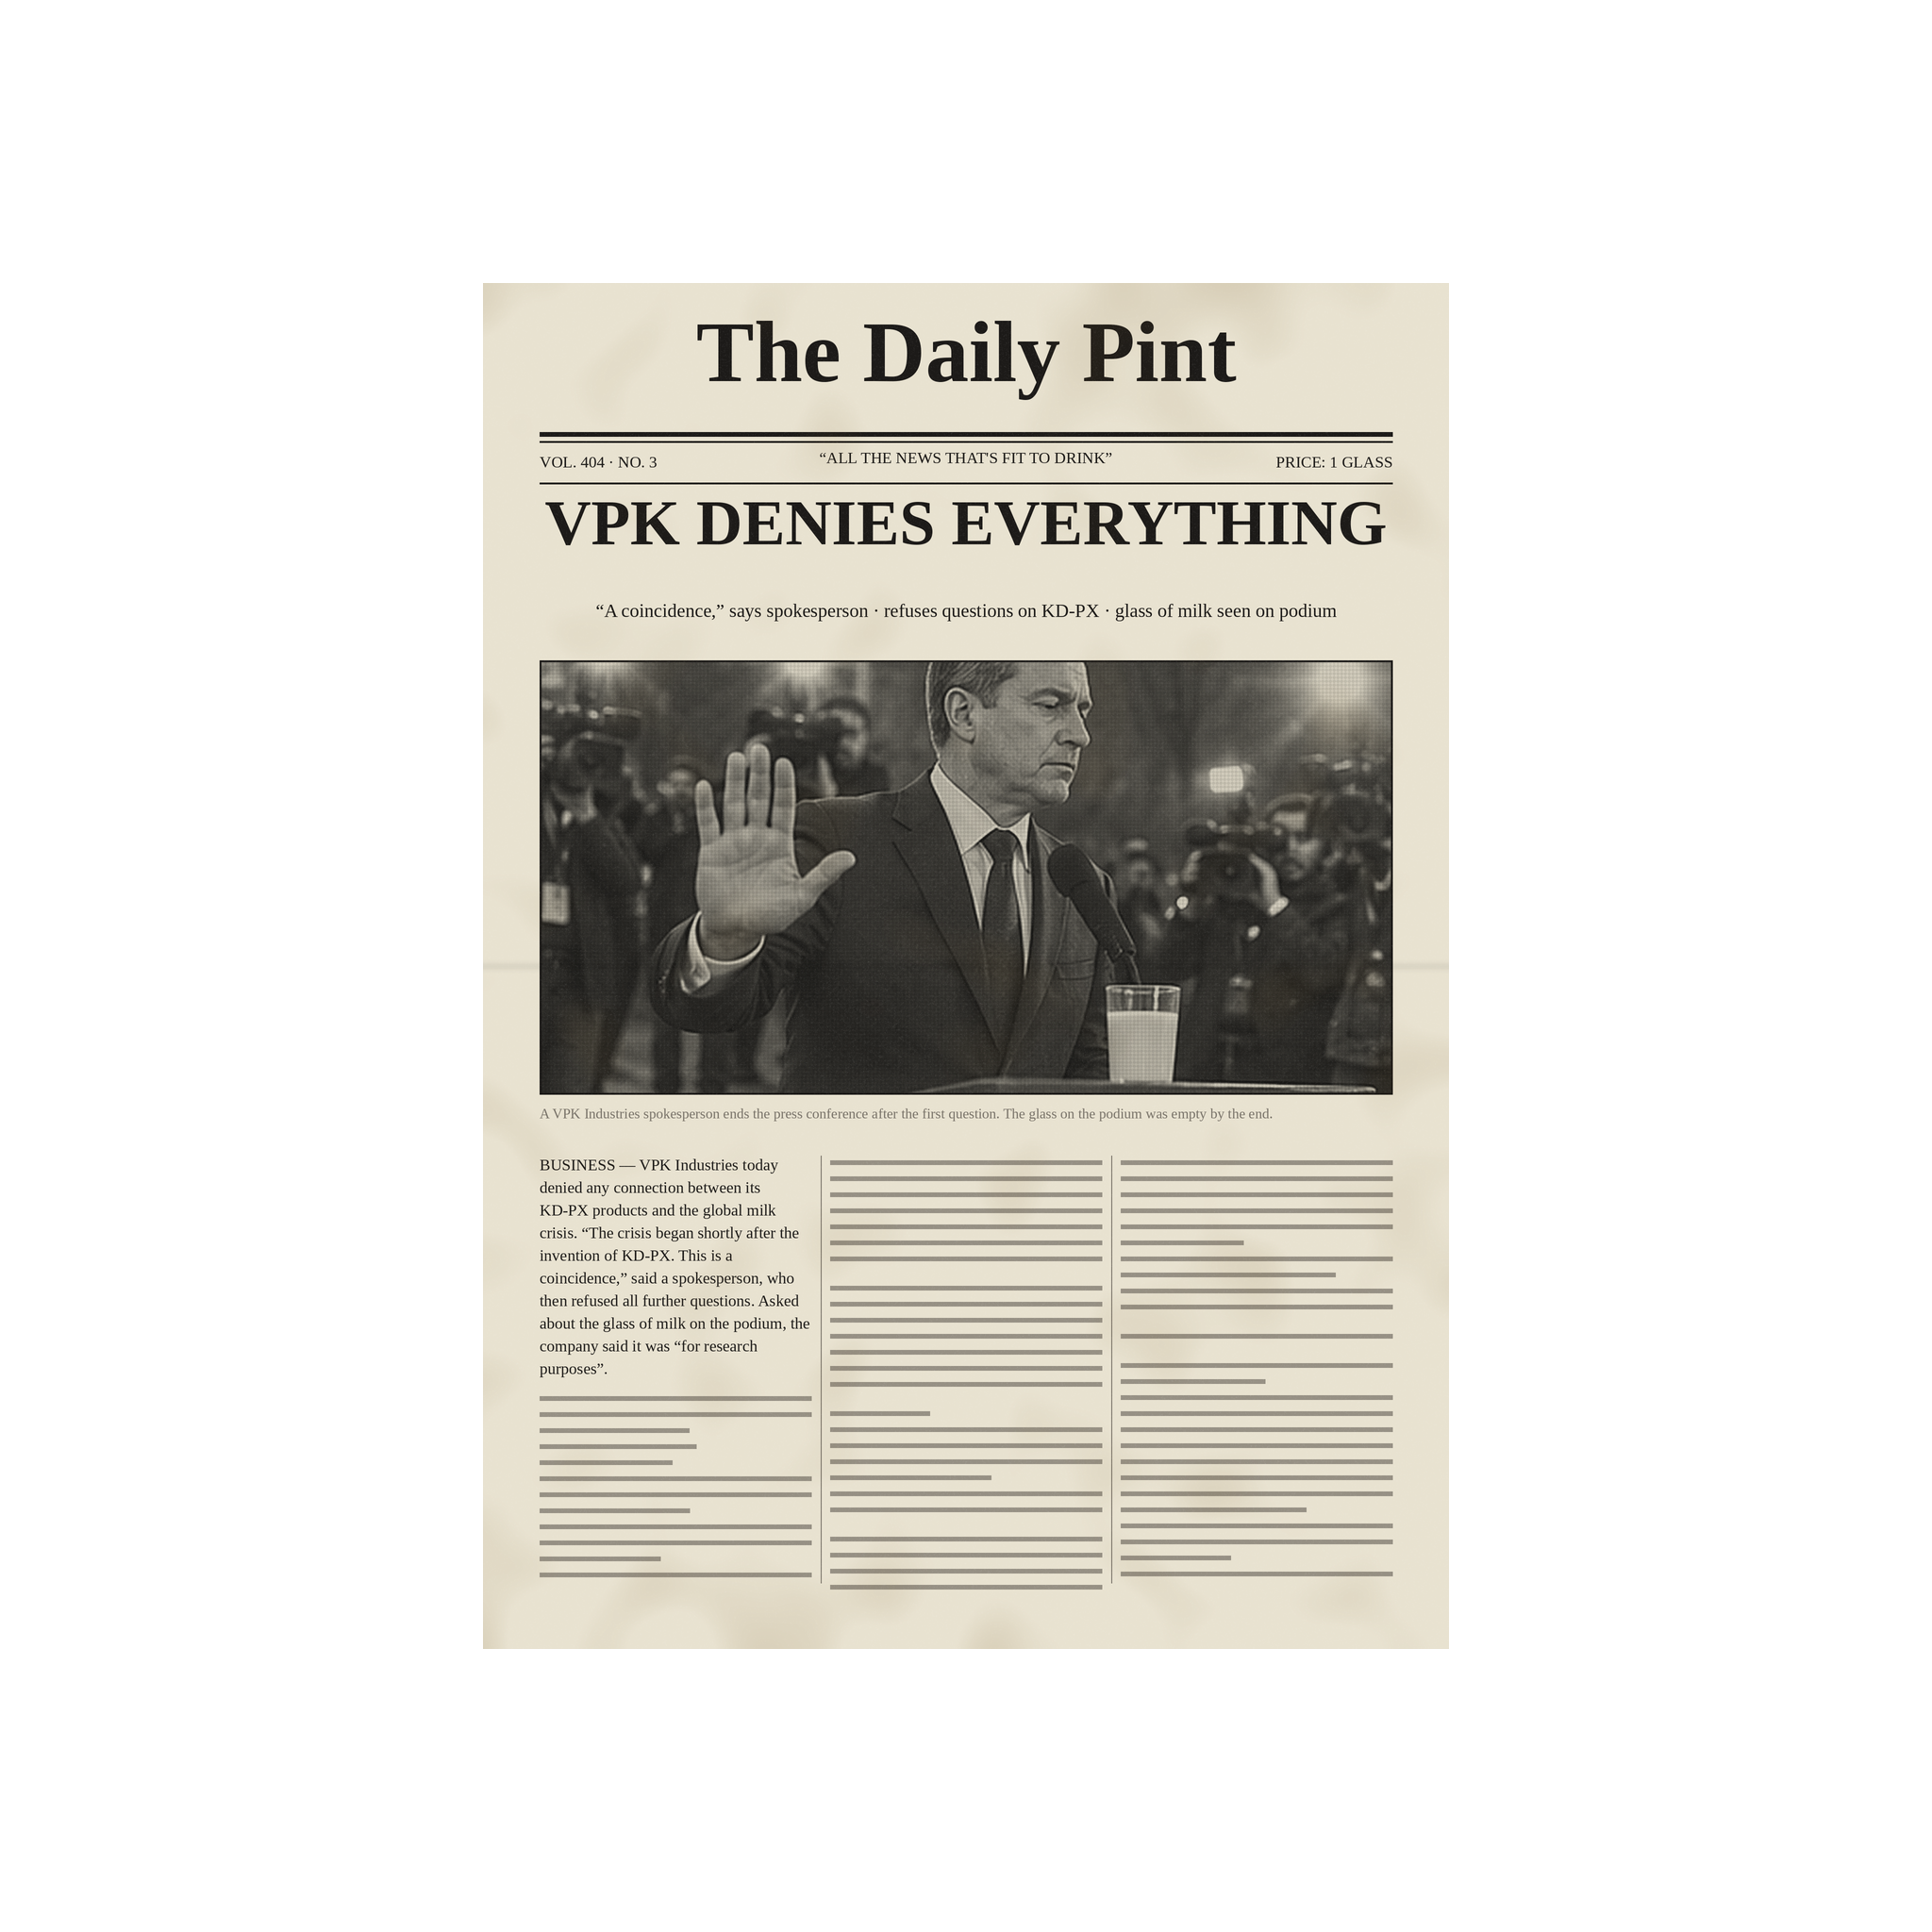 The Daily Pint
VOL. 404 · NO. 3
“ALL THE NEWS THAT'S FIT TO DRINK”
PRICE: 1 GLASS
VPK DENIES EVERYTHING
“A coincidence,” says spokesperson · refuses questions on KD-PX · glass of milk seen on podium
A VPK Industries spokesperson ends the press conference after the first question. The glass on the podium was empty by the end.
BUSINESS — VPK Industries today
denied any connection between its
KD-PX products and the global milk
crisis. “The crisis began shortly after the
invention of KD-PX. This is a
coincidence,” said a spokesperson, who
then refused all further questions. Asked
about the glass of milk on the podium, the
company said it was “for research
purposes”.